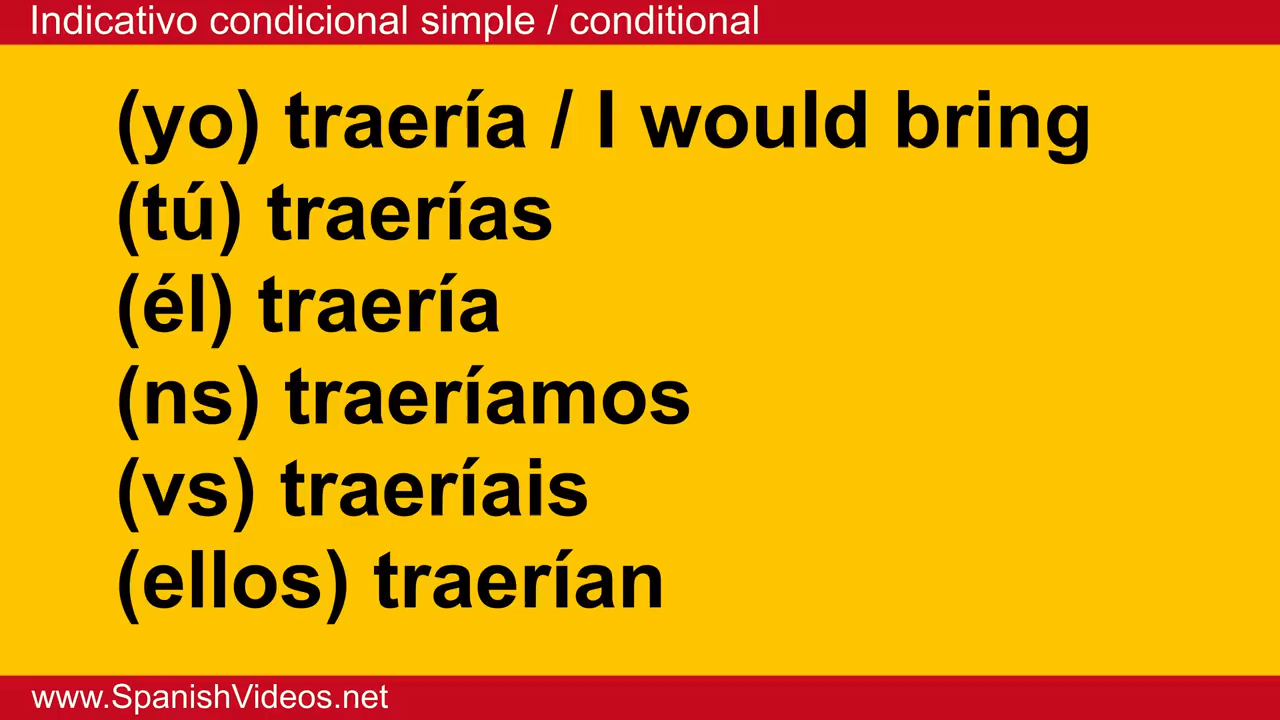 Indicativo condicional simple / conditional
(yo) traería / I would bring
(tú) traerías
(él) traería
(ns) traeríamos
(vs) traeríais
(ellos) traerían
www.SpanishVideos.net